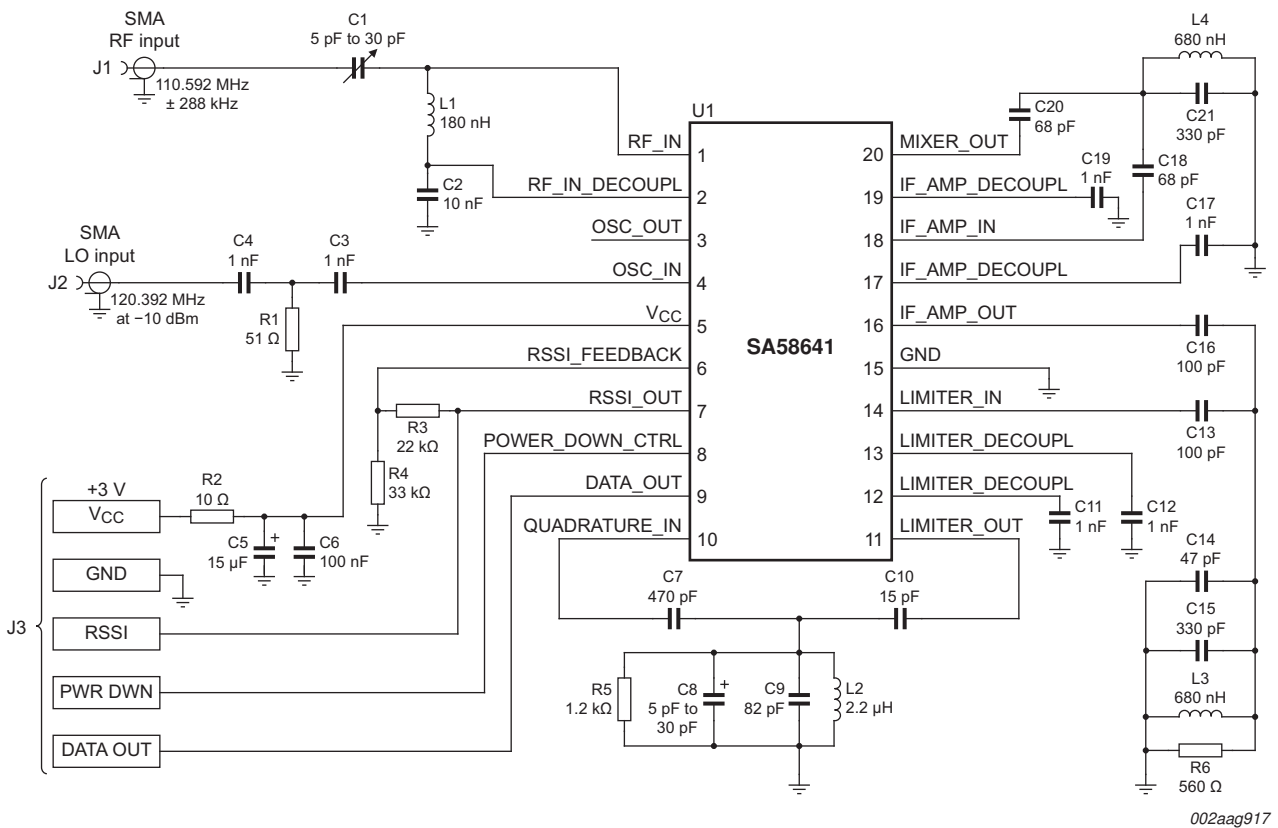 SMA
RF input
J1
110.592 MHz
± 288 kHz
C1
5 pF to 30 pF
L1
180 nH
C2
10 nF
RF_IN
RF_IN_DECOUPL
OSC_OUT
SMA
LO input
J2
120.392 MHz
at −10 dBm
C4
1 nF
C3
1 nF
R1
51 Ω
OSC_IN
VCC
RSSI_FEEDBACK
RSSI_OUT
R3
22 kΩ
R4
33 kΩ
POWER_DOWN_CTRL
DATA_OUT
QUADRATURE_IN
J3
+3 V
VCC
GND
RSSI
PWR DWN
DATA OUT
R2
10 Ω
C5
15 µF
+
C6
100 nF
U1
SA58641
1
2
3
4
5
6
7
8
9
10
20
19
18
17
16
15
14
13
12
11
MIXER_OUT
IF_AMP_DECOUPL
IF_AMP_IN
IF_AMP_DECOUPL
IF_AMP_OUT
GND
LIMITER_IN
LIMITER_DECOUPL
LIMITER_DECOUPL
LIMITER_OUT
L4
680 nH
C20
68 pF
C21
330 pF
C19
1 nF
C18
68 pF
C17
1 nF
C16
100 pF
C13
100 pF
C11
1 nF
C12
1 nF
C14
47 pF
C15
330 pF
L3
680 nH
R6
560 Ω
C7
470 pF
C10
15 pF
R5
1.2 kΩ
C8
5 pF to
30 pF
+
C9
82 pF
L2
2.2 µH
002aag917